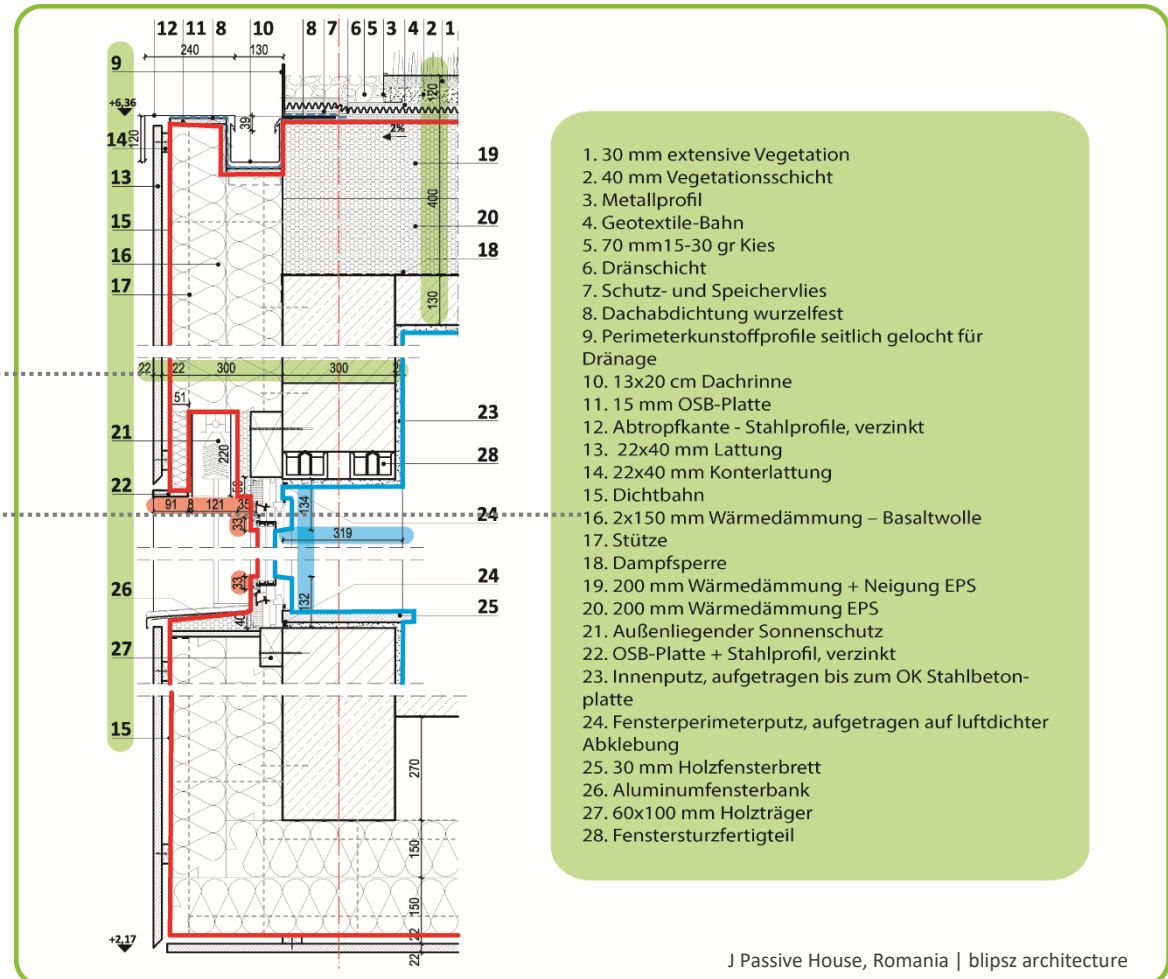 12 11 8 10 8 7 6 5 3 4 2 1
240 130
9
120
+6,36
39
120
2%
14
19
13
400
15
20
16
18
17
130
22 22 300 300 2
51
23
21
220
28
22
91 8 121 35
134
33
24
319
33
24
26
132
25
40
27
15
270
150
150
+2,17
22
22
1. 30 mm extensive Vegetation
2. 40 mm Vegetationsschicht
3. Metallprofil
4. Geotextile-Bahn
5. 70 mm15-30 gr Kies
6. Dränschicht
7. Schutz- und Speichervlies
8. Dachabdichtung wurzelfest
9. Perimeterkunstoffprofile seitlich gelocht für
Dränage
10. 13x20 cm Dachrinne
11. 15 mm OSB-Platte
12. Abtropfkante - Stahlprofile, verzinkt
13. 22x40 mm Lattung
14. 22x40 mm Konterlattung
15. Dichtbahn
16. 2x150 mm Wärmedämmung – Basaltwolle
17. Stütze
18. Dampfsperre
19. 200 mm Wärmedämmung + Neigung EPS
20. 200 mm Wärmedämmung EPS
21. Außenliegender Sonnenschutz
22. OSB-Platte + Stahlprofil, verzinkt
23. Innenputz, aufgetragen bis zum OK Stahlbeton-
platte
24. Fensterperimeterputz, aufgetragen auf luftdichter
Abklebung
25. 30 mm Holzfensterbrett
26. Aluminumfensterbank
27. 60x100 mm Holzträger
28. Fenstersturzfertigteil
J Passive House, Romania | blipsz architecture